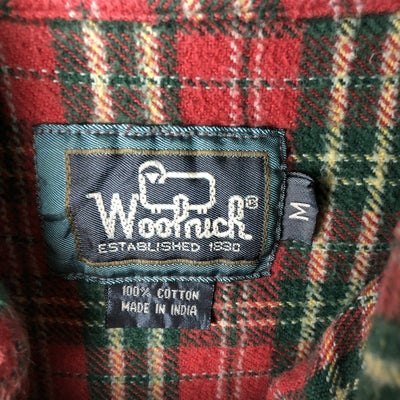 Woolrich®
ESTABLISHED 1830
M
100% COTTON
MADE IN INDIA